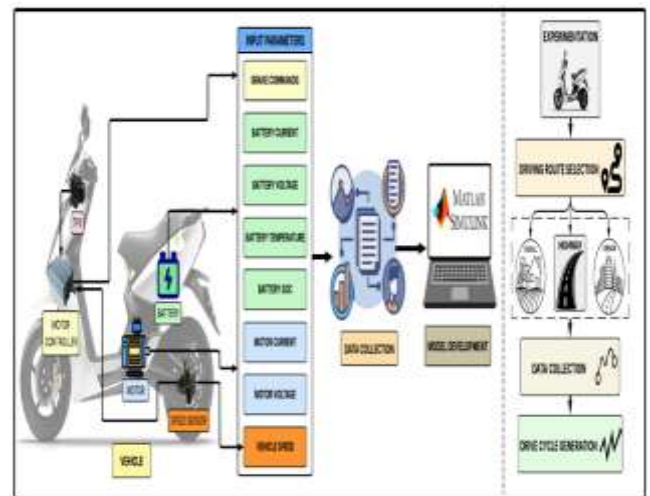 INPUT PARAMETERS
BRAKE COMMANDS
BATTERY CURRENT
BATTERY VOLTAGE
BATTERY TEMPERATURE
BATTERY SOC
MOTOR CURRENT
MOTOR VOLTAGE
VEHICLE SPEED
TPS
MOTOR
CONTROLLER
BATTERY
MOTOR
SPEED SENSOR
VEHICLE
DATA COLLECTION
MATLAB
SIMULINK
MODEL DEVELOPMENT
EXPERIMENTATION
DRIVING ROUTE SELECTION
HIGHWAY
DATA COLLECTION
DRIVE CYCLE GENERATION